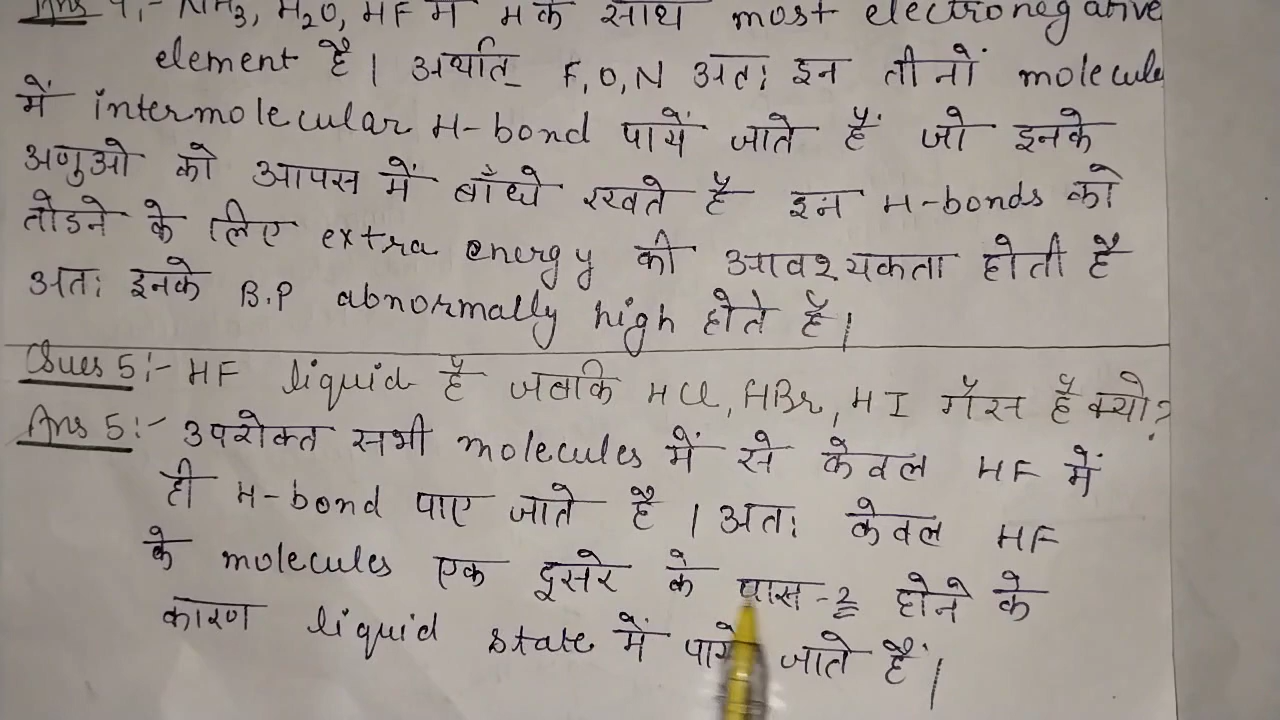 Ans 4:- NH3, H2O, HF में H के साथ most electronegative
element है। अर्थात् F, O, N अतः इन तीनों molecule
में intermolecular H-bond पायें जाते हैं जो इनके
अणुओ को आपस में बाँधे रखते है इन H-bonds को
तोडने के लिए extra energy की आवश्यकता होती है
अतः इनके B.P abnormally high होते है।
Ques 5:- HF liquid है जबकि HCl, HBr, HI गैस है क्यो?
Ans 5:- उपरोक्त सभी molecules में से केवल HF में
ही H-bond पाए जाते है। अतः केवल HF
के molecules एक दूसरे के पास-2 होने के
कारण liquid state में पाये जाते हैं।